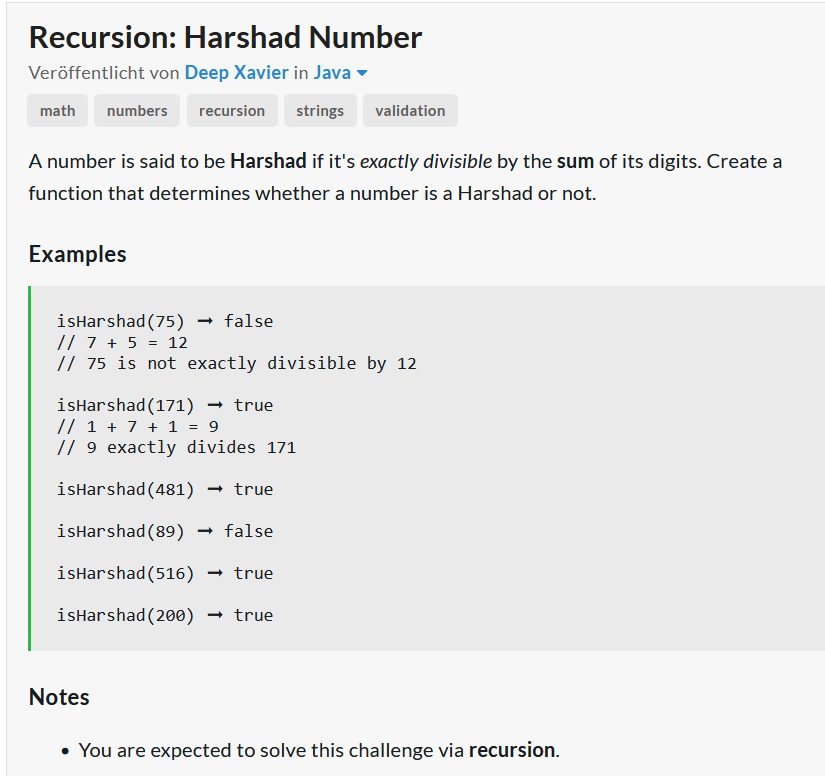 Recursion: Harshad Number
Veröffentlicht von Deep Xavier in Java
math numbers recursion strings validation
A number is said to be Harshad if it's exactly divisible by the sum of its digits. Create a
function that determines whether a number is a Harshad or not.
Examples
isHarshad(75) ➞ false
// 7 + 5 = 12
// 75 is not exactly divisible by 12
isHarshad(171) ➞ true
// 1 + 7 + 1 = 9
// 9 exactly divides 171
isHarshad(481) ➞ true
isHarshad(89) ➞ false
isHarshad(516) ➞ true
isHarshad(200) ➞ true
Notes
• You are expected to solve this challenge via recursion.